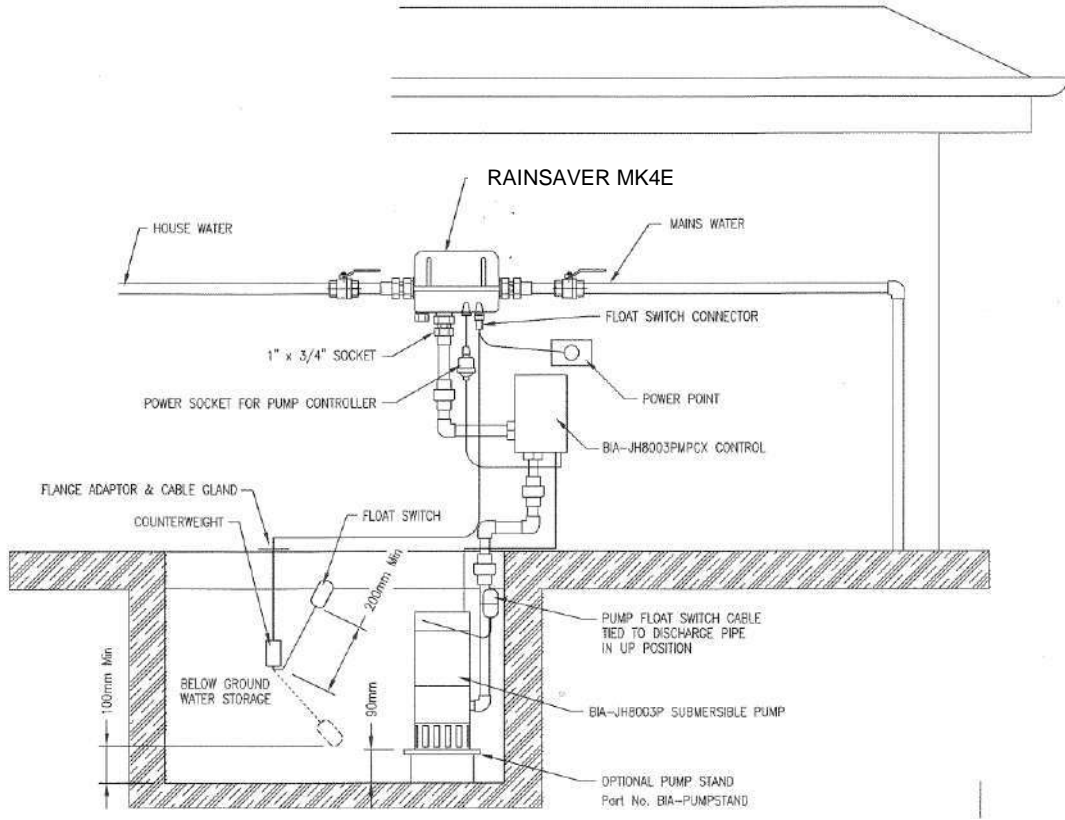 RAINSAVER MK4E
HOUSE WATER
MAINS WATER
FLOAT SWITCH CONNECTOR
1" x 3/4" SOCKET
POWER SOCKET FOR PUMP CONTROLLER
POWER POINT
BIA-JH8003PMPCX CONTROL
FLANGE ADAPTOR & CABLE GLAND
COUNTERWEIGHT
FLOAT SWITCH
200mm Min
PUMP FLOAT SWITCH CABLE
TIED TO DISCHARGE PIPE
IN UP POSITION
100mm Min
BELOW GROUND
WATER STORAGE
90mm
BIA-JH8003P SUBMERSIBLE PUMP
OPTIONAL PUMP STAND
Part No. BIA-PUMPSTAND